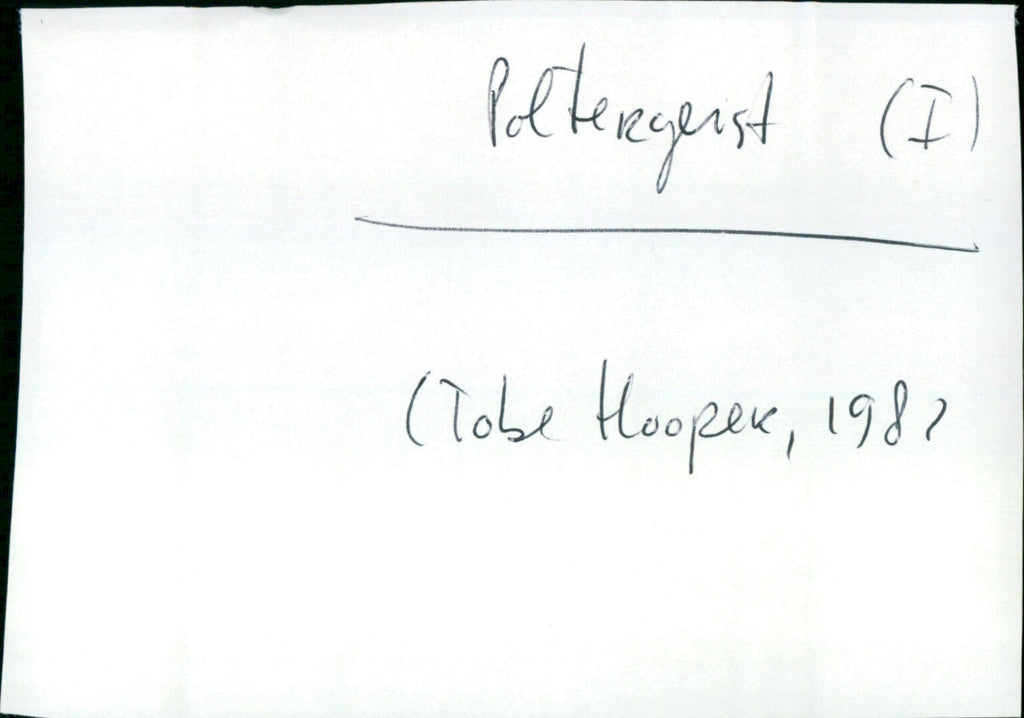 Poltergeist (I)
(Tobe Hooper, 1982